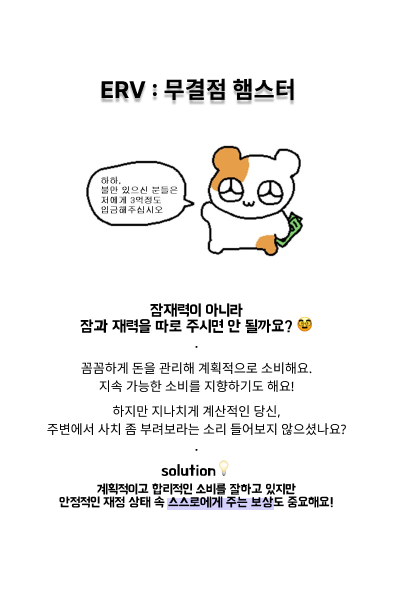 ERV : 무결점 햄스터
하하,
불만 있으신 분들은
저에게 3억정도
입금해주십시오
잠재력이 아니라
잠과 재력을 따로 주시면 안 될까요? 🥸
·
꼼꼼하게 돈을 관리해 계획적으로 소비해요.
지속 가능한 소비를 지향하기도 해요!
하지만 지나치게 계산적인 당신,
주변에서 사치 좀 부려보라는 소리 들어보지 않으셨나요?
·
solution💡
계획적이고 합리적인 소비를 잘하고 있지만
안정적인 재정 상태 속 스스로에게 주는 보상도 중요해요!